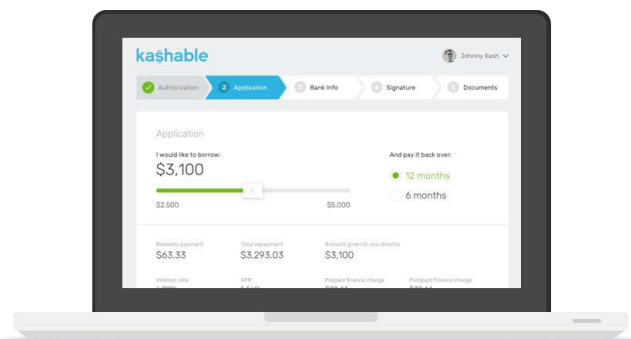 kashable
Johnny Kash
Authorization
2 Application
3 Bank Info
4 Signature
5 Documents
Application
I would like to borrow:
$3,100
$2,500
$5,000
And pay it back over:
12 months
6 months
Biweekly payment
Total repayment
Amount given to you directly
$63.33
$3,293.03
$3,100
Interest rate
APR
Prepaid finance charge
Postpaid finance charge